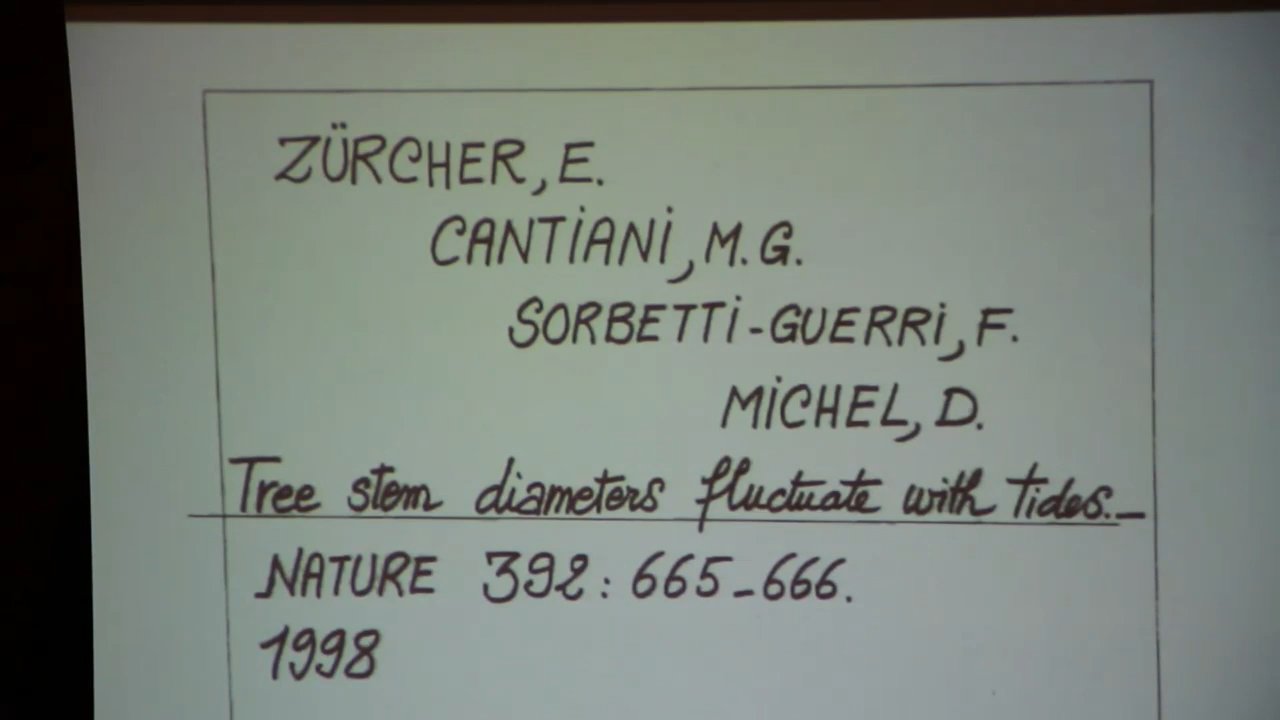 ZÜRCHER, E.
CANTIANI, M.G.
SORBETTI-GUERRI, F.
MICHEL, D.
Tree stem diameters fluctuate with tides._
NATURE 392: 665-666.
1998